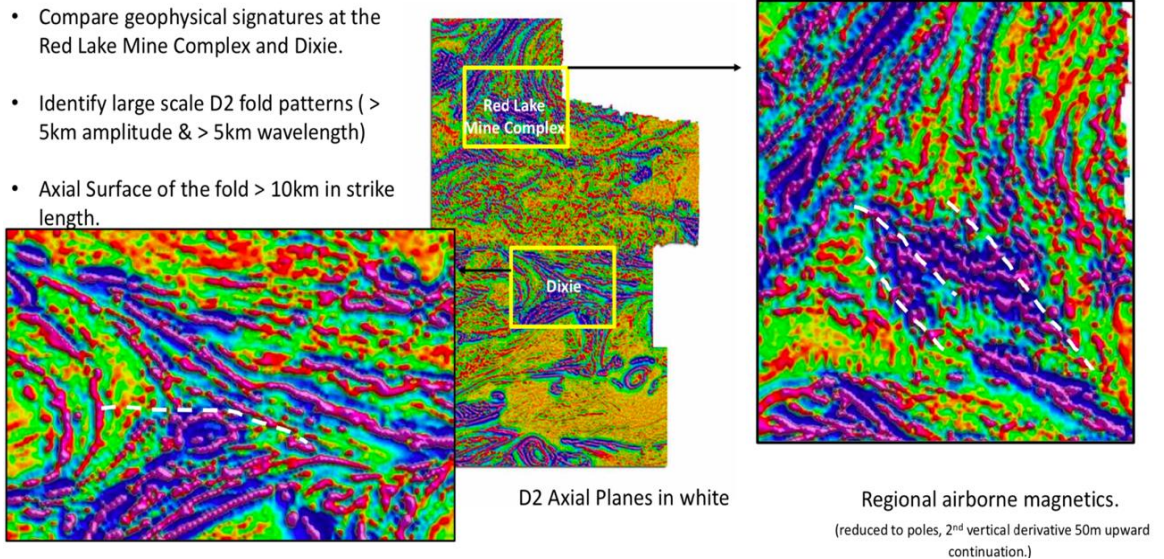 • Compare geophysical signatures at the
Red Lake Mine Complex and Dixie.
• Identify large scale D2 fold patterns ( >
5km amplitude & > 5km wavelength)
• Axial Surface of the fold > 10km in strike
length.
Red Lake
Mine Complex
Dixie
D2 Axial Planes in white
Regional airborne magnetics.
(reduced to poles, 2nd vertical derivative 50m upward
continuation.)